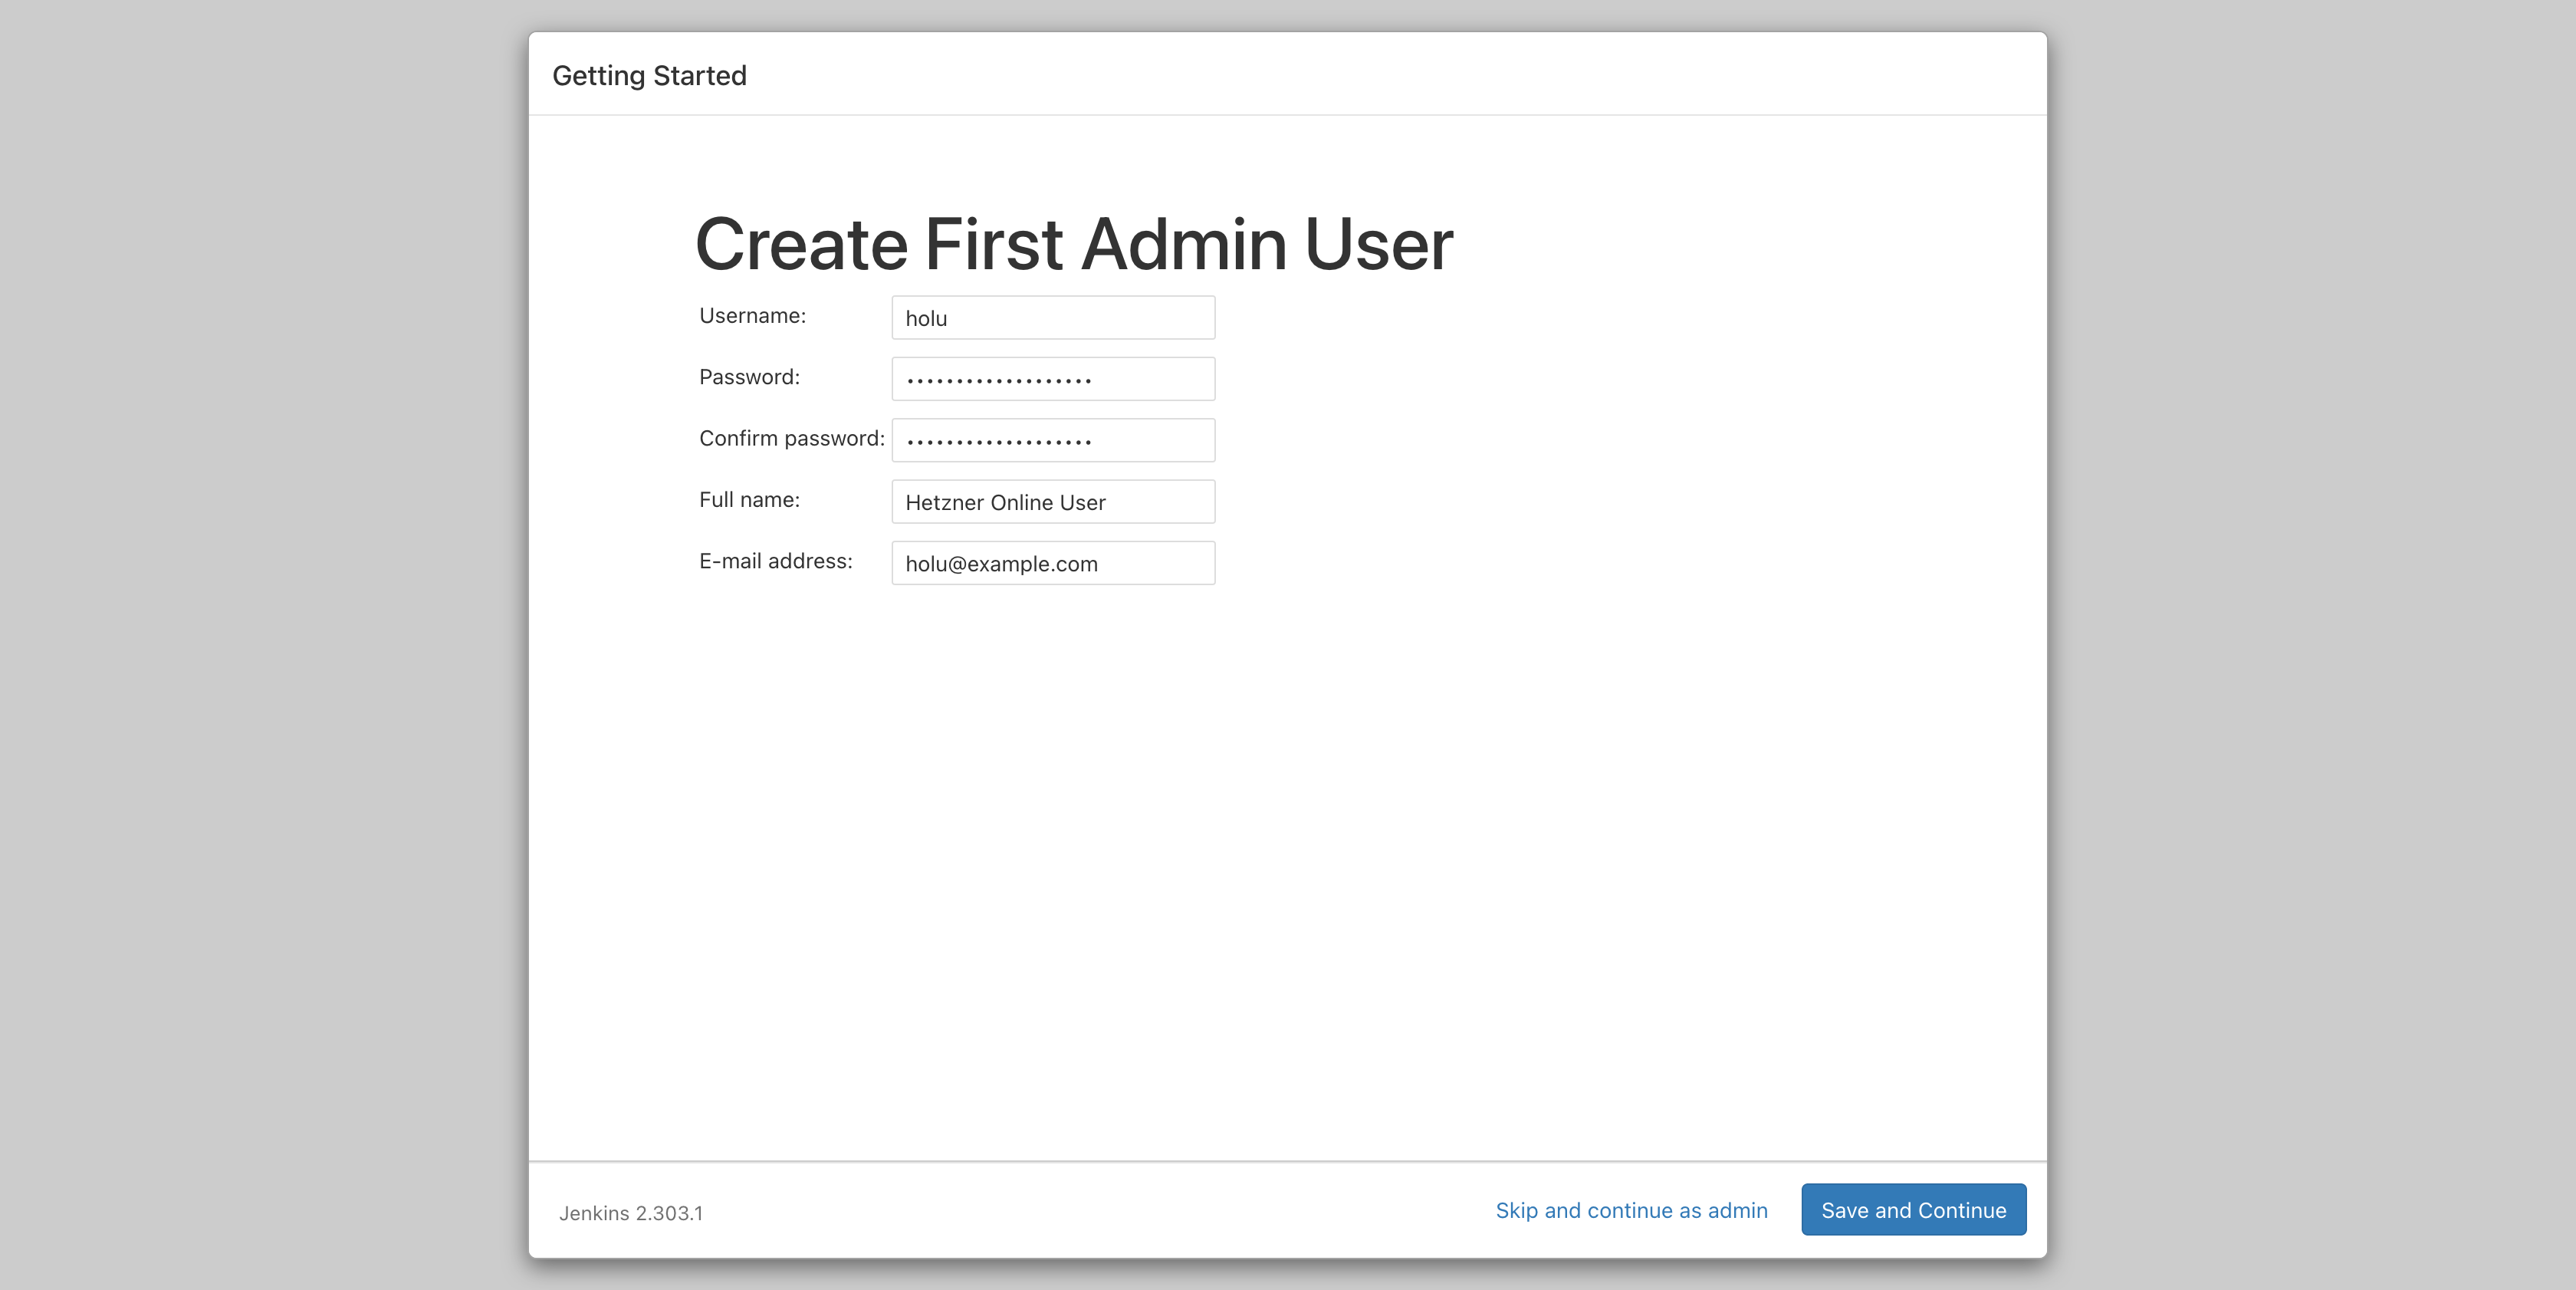 Getting Started
Create First Admin User
Username: holu
Password: •••••••••••••••••••
Confirm password: •••••••••••••••••••
Full name: Hetzner Online User
E-mail address: holu@example.com
Jenkins 2.303.1 Skip and continue as admin Save and Continue